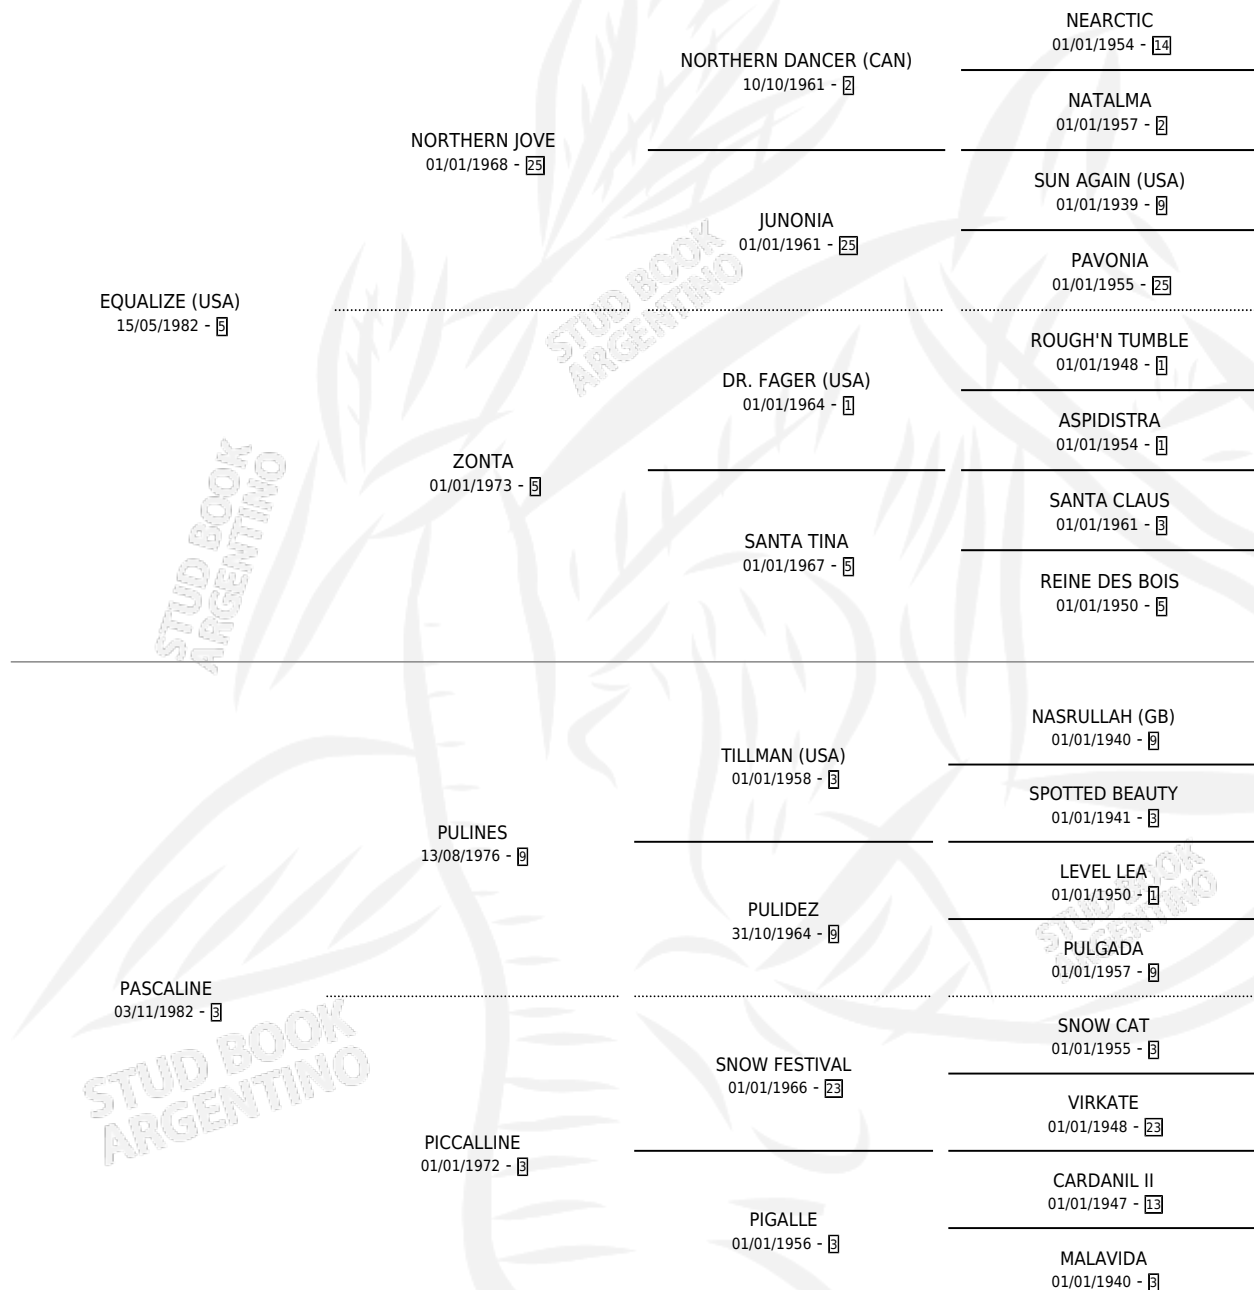 NEARCTIC
01/01/1954 - 14
NORTHERN DANCER (CAN)
10/10/1961 - 2
NATALMA
01/01/1957 - 2
NORTHERN JOVE
01/01/1968 - 25
SUN AGAIN (USA)
01/01/1939 - 9
JUNONIA
01/01/1961 - 25
PAVONIA
01/01/1955 - 25
EQUALIZE (USA)
15/05/1982 - 5
STUD BOOK
ARGENTINO
ROUGH'N TUMBLE
01/01/1948 - 1
DR. FAGER (USA)
01/01/1964 - 1
ASPIDISTRA
01/01/1954 - 1
ZONTA
01/01/1973 - 5
SANTA CLAUS
01/01/1961 - 3
SANTA TINA
01/01/1967 - 5
REINE DES BOIS
01/01/1950 - 5
STUD BOOK
ARGENTINO
NASRULLAH (GB)
01/01/1940 - 9
TILLMAN (USA)
01/01/1958 - 3
SPOTTED BEAUTY
01/01/1941 - 3
PULINES
13/08/1976 - 9
LEVEL LEA
01/01/1950 - 1
PULIDEZ
31/10/1964 - 9
STUD BOOK
ARGENTINO
PULGADA
01/01/1957 - 9
PASCALINE
03/11/1982 - 3
SNOW CAT
01/01/1955 - 3
SNOW FESTIVAL
01/01/1966 - 23
STUD BOOK
ARGENTINO
VIRKATE
01/01/1948 - 23
PICCALLINE
01/01/1972 - 3
CARDANIL II
01/01/1947 - 13
PIGALLE
01/01/1956 - 3
MALAVIDA
01/01/1940 - 3